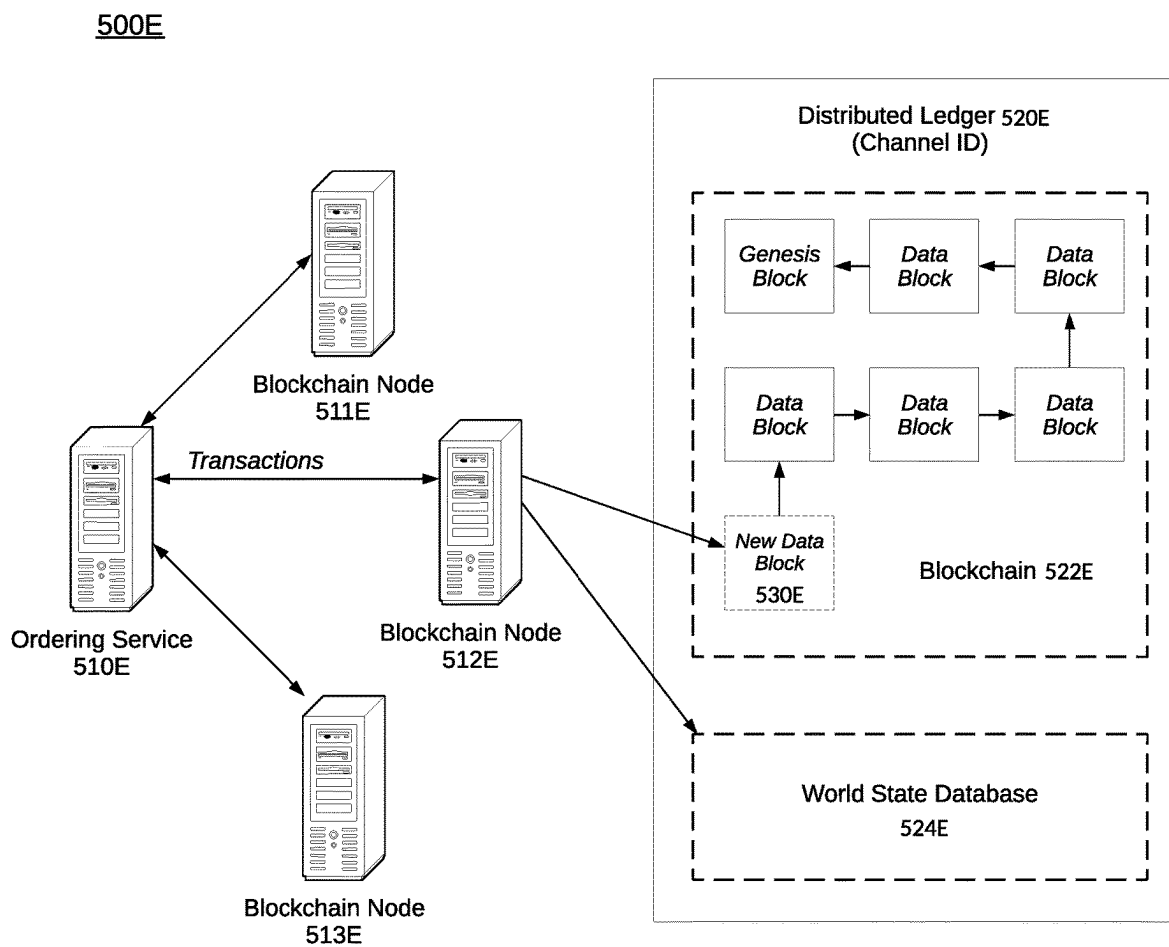 500E
Distributed Ledger 520E
(Channel ID)
Genesis
Block
Data
Block
Data
Block
Blockchain Node
511E
Data
Block
Data
Block
Data
Block
Transactions
New Data
Block
530E
Blockchain 522E
Ordering Service
510E
Blockchain Node
512E
World State Database
524E
Blockchain Node
513E